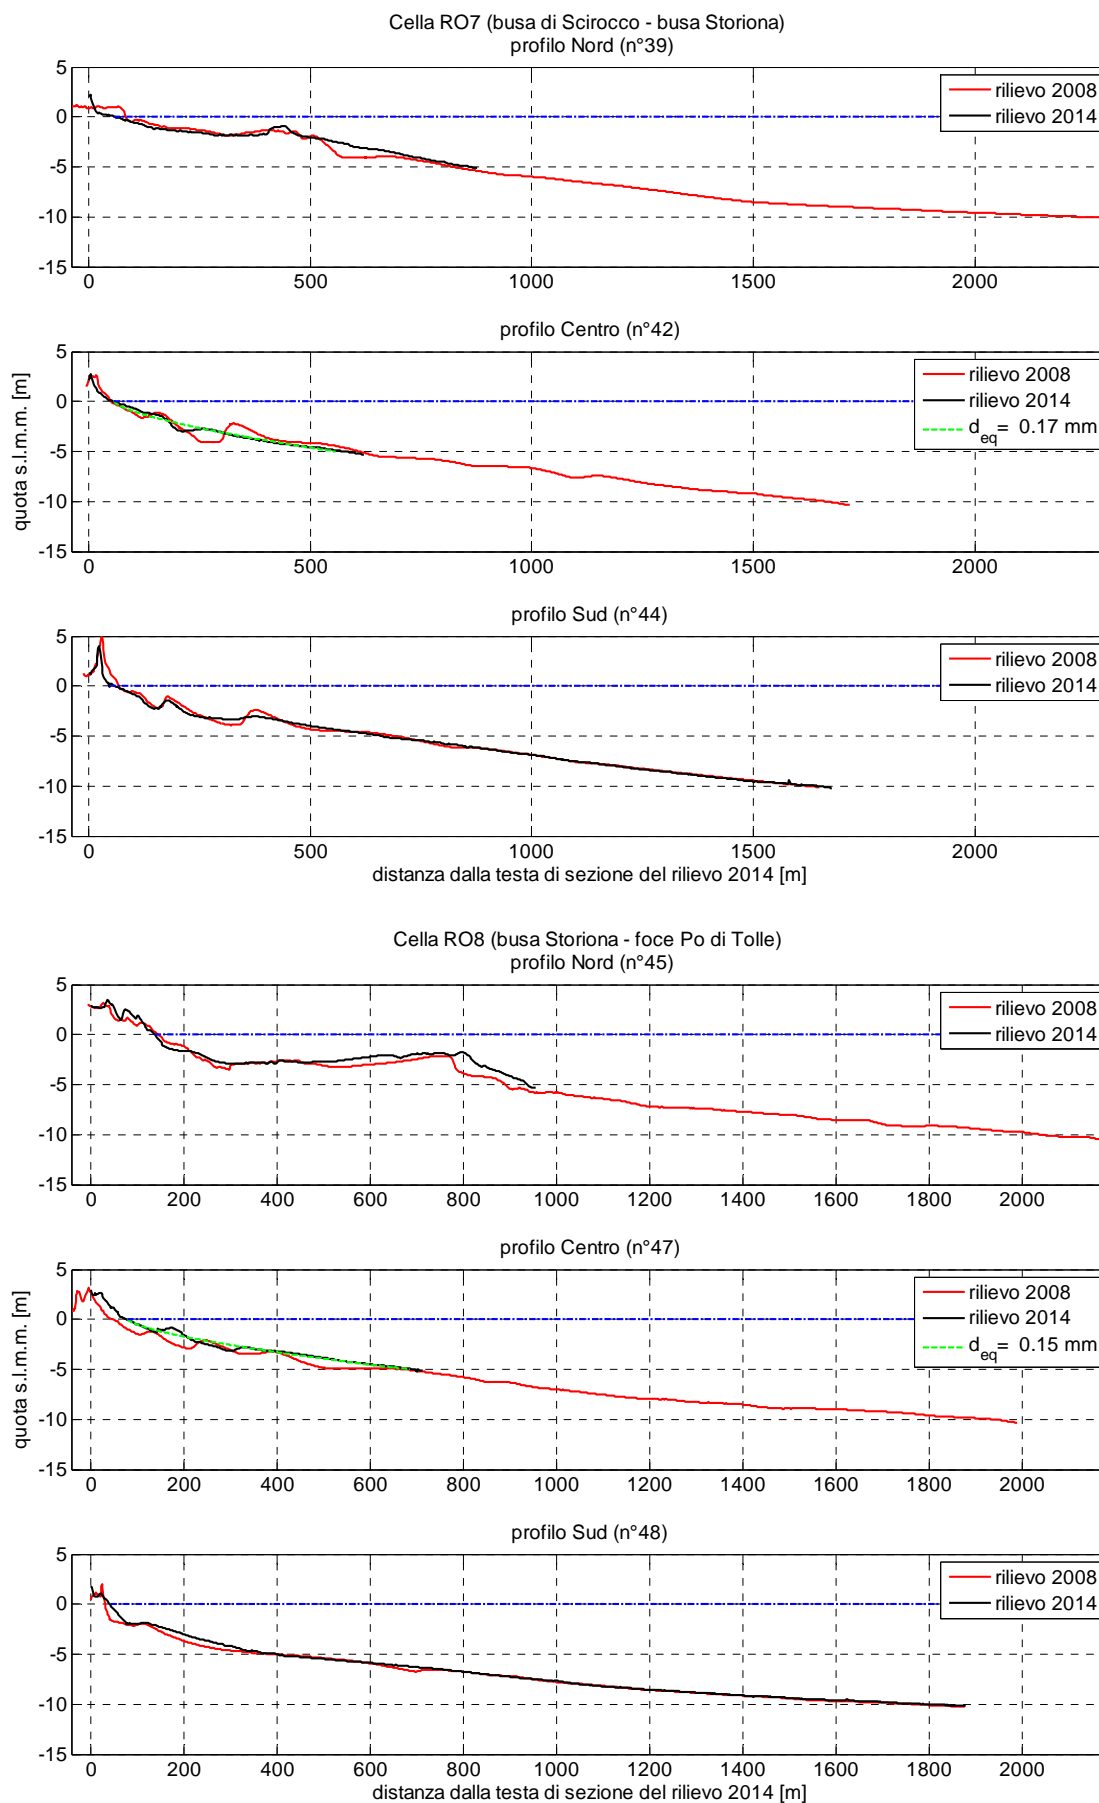 Cella RO7 (busa di Scirocco - busa Storiona)
profilo Nord (n°39)
5
0
-5
-10
-15
0 500 1000 1500 2000
rilievo 2008
rilievo 2014
profilo Centro (n°42)
5
0
-5
-10
-15
quota s.l.m.m. [m]
0 500 1000 1500 2000
rilievo 2008
rilievo 2014
d_eq= 0.17 mm
profilo Sud (n°44)
5
0
-5
-10
-15
0 500 1000 1500 2000
rilievo 2008
rilievo 2014
distanza dalla testa di sezione del rilievo 2014 [m]
Cella RO8 (busa Storiona - foce Po di Tolle)
profilo Nord (n°45)
5
0
-5
-10
-15
0 200 400 600 800 1000 1200 1400 1600 1800 2000
rilievo 2008
rilievo 2014
profilo Centro (n°47)
5
0
-5
-10
-15
quota s.l.m.m. [m]
0 200 400 600 800 1000 1200 1400 1600 1800 2000
rilievo 2008
rilievo 2014
d_eq= 0.15 mm
profilo Sud (n°48)
5
0
-5
-10
-15
0 200 400 600 800 1000 1200 1400 1600 1800 2000
rilievo 2008
rilievo 2014
distanza dalla testa di sezione del rilievo 2014 [m]